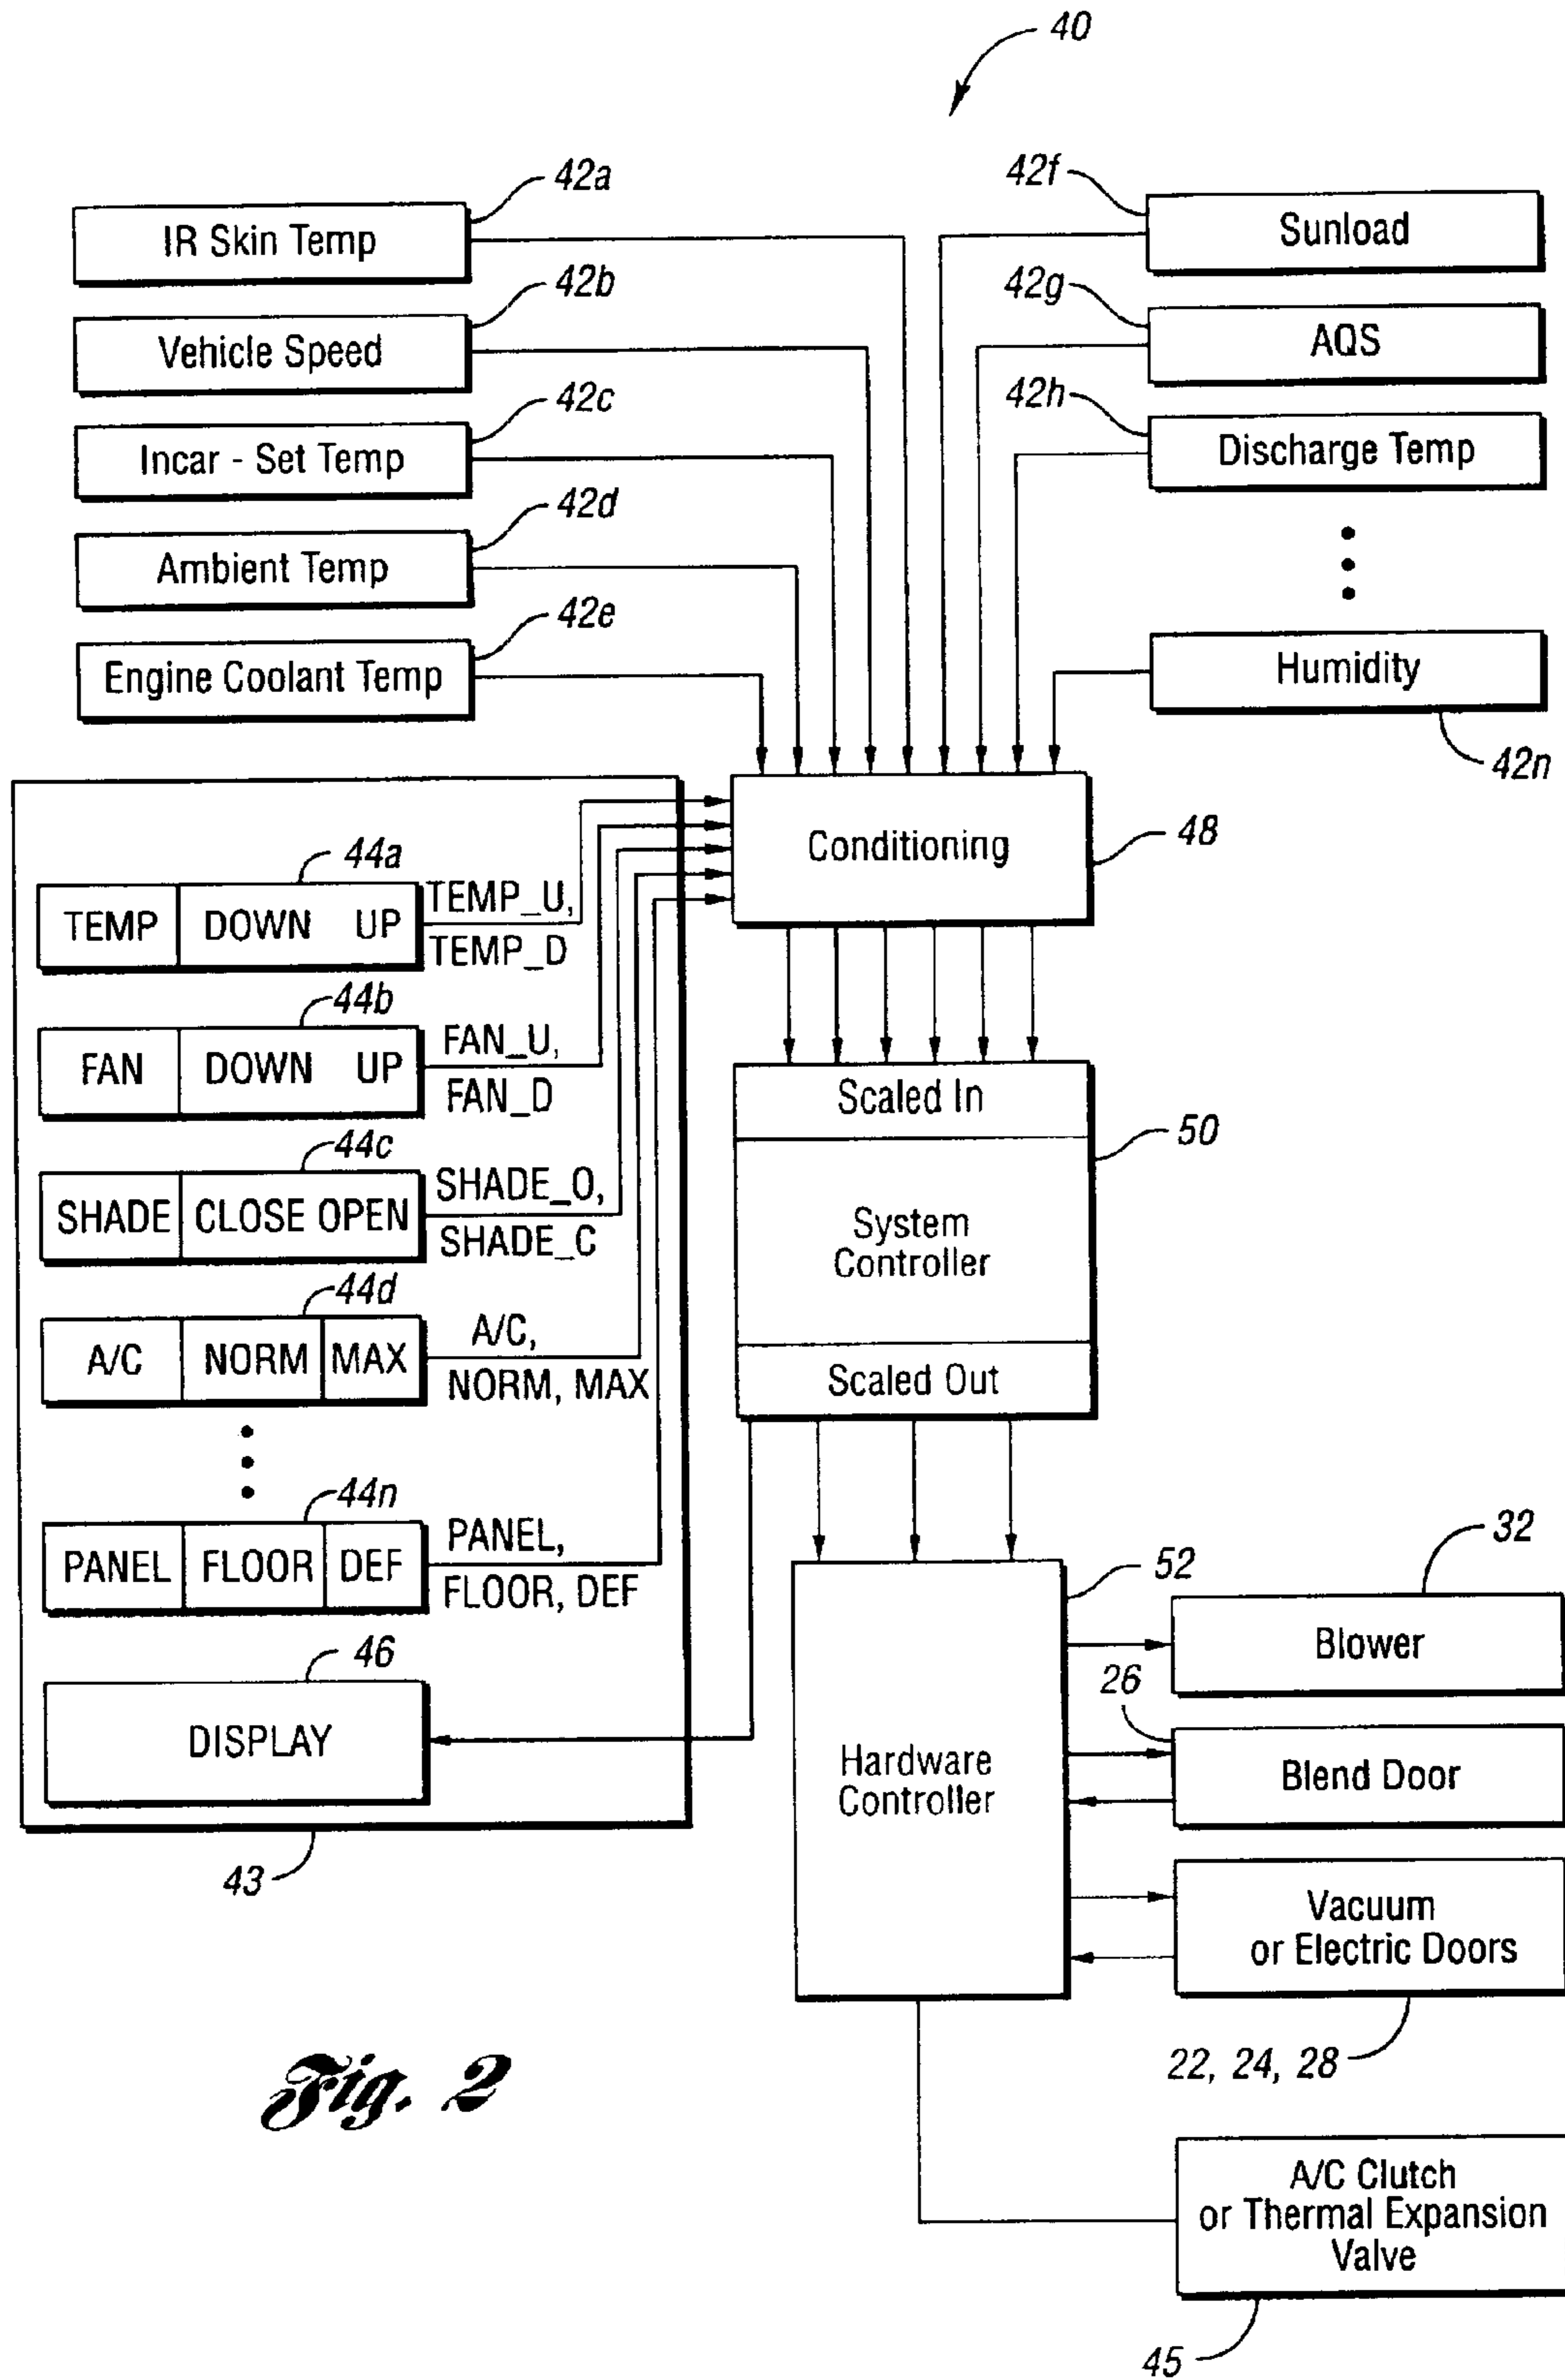 40
42a
IR Skin Temp
42b
Vehicle Speed
42c
Incar - Set Temp
42d
Ambient Temp
42e
Engine Coolant Temp
42f
Sunload
42g
AQS
42h
Discharge Temp
Humidity
42n
Conditioning
48
44a
TEMP DOWN UP
TEMP_U,
TEMP_D
44b
FAN DOWN UP
FAN_U,
FAN_D
44c
SHADE CLOSE OPEN
SHADE_O,
SHADE_C
44d
A/C NORM MAX
A/C,
NORM, MAX
44n
PANEL FLOOR DEF
PANEL,
FLOOR, DEF
46
DISPLAY
43
Scaled In
50
System
Controller
Scaled Out
52
Hardware
Controller
32
Blower
26
Blend Door
Vacuum
or Electric Doors
22, 24, 28
A/C Clutch
or Thermal Expansion
Valve
45
Fig. 2